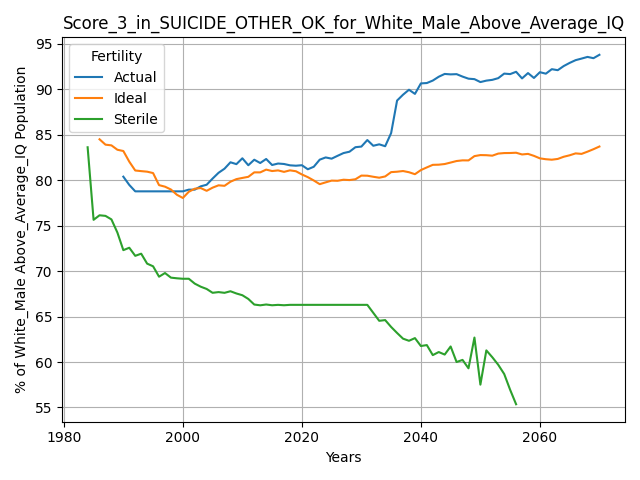 Score_3_in_SUICIDE_OTHER_OK_for_White_Male_Above_Average_IQ
Fertility
Actual
Ideal
Sterile
% of White_Male Above_Average_IQ Population
95
90
85
80
75
70
65
60
55
1980
2000
2020
2040
2060
Years